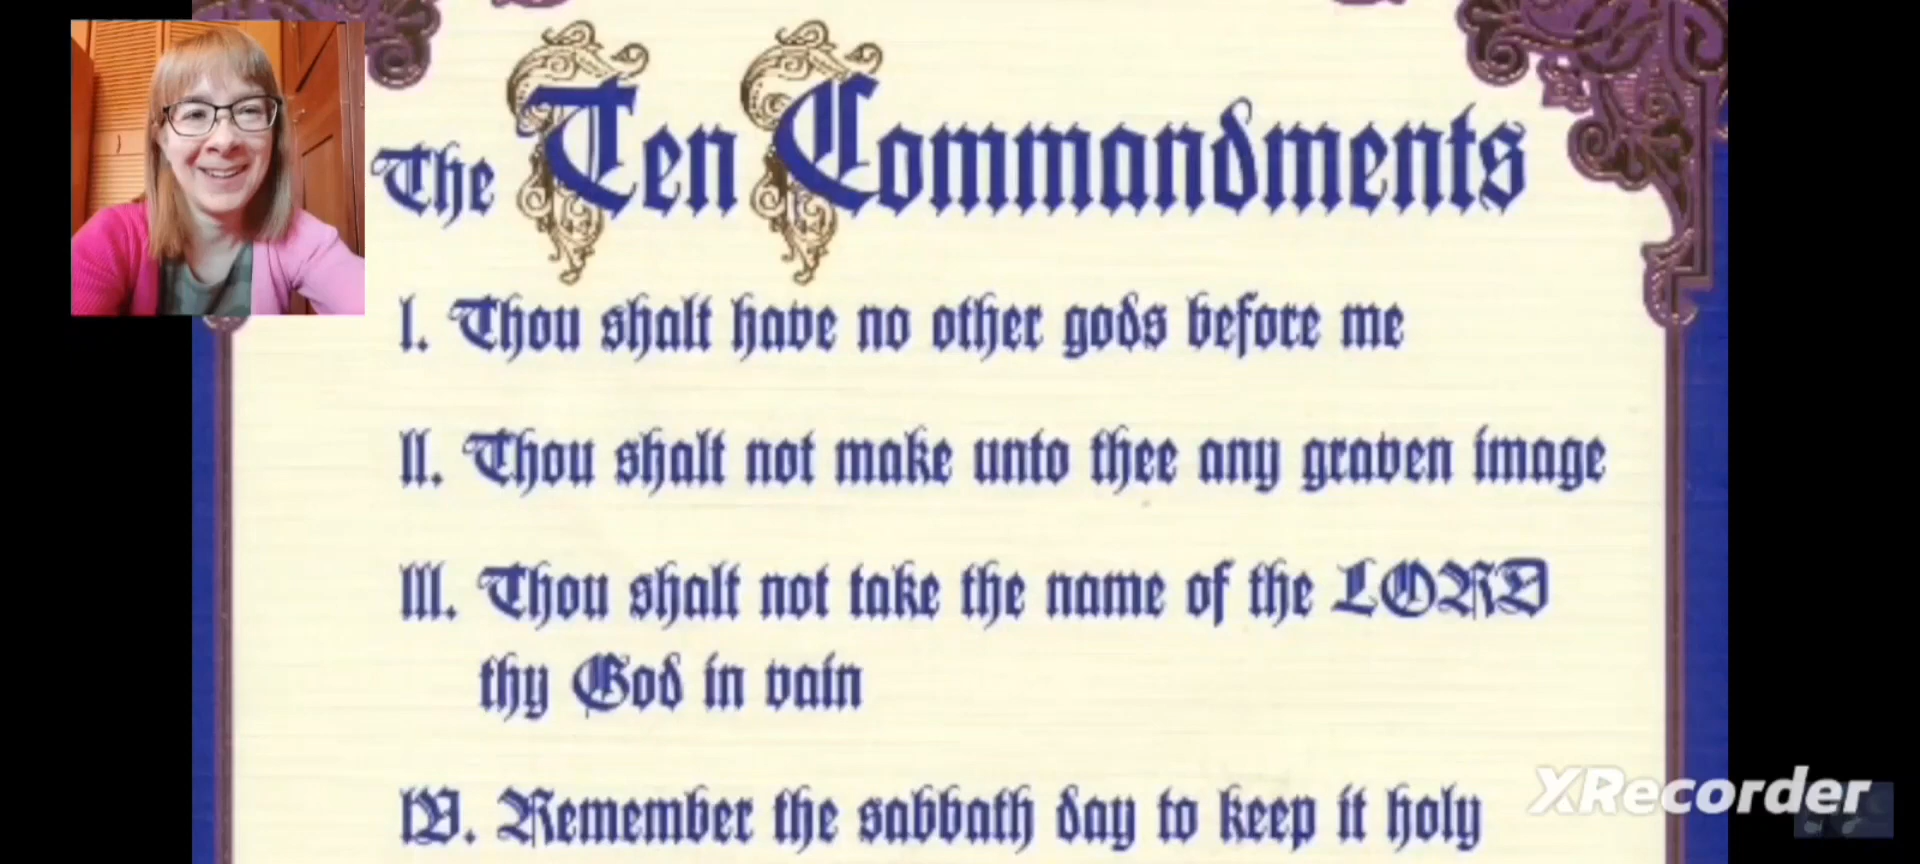 The Ten Commandments
I. Thou shalt have no other gods before me
II. Thou shalt not make unto thee any graven image
III. Thou shalt not take the name of the LORD
thy God in vain
IV. Remember the sabbath day to keep it holy
XRecorder